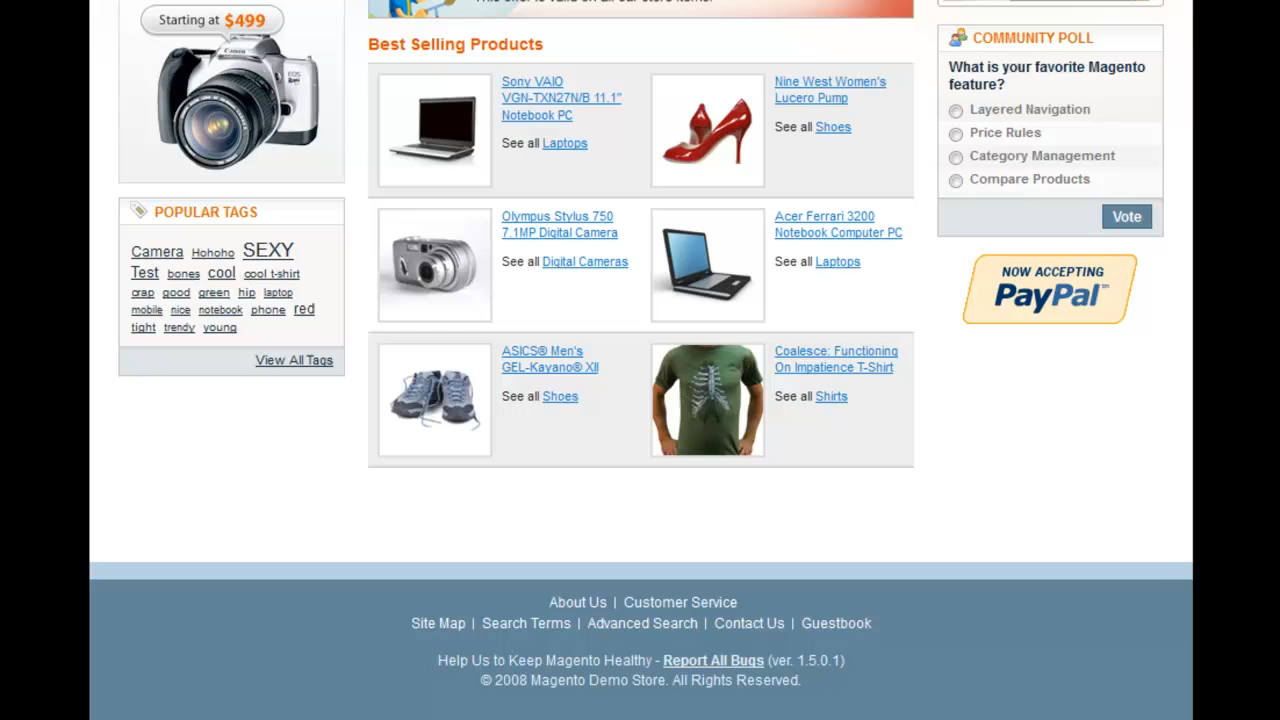 Starting at $499
Canon
EOS
POPULAR TAGS
Camera Hohoho SEXY
Test bones cool cool t-shirt
crap good green hip laptop
mobile nice notebook phone red
tight trendy young
View All Tags
Best Selling Products
Sony VAIO
VGN-TXN27N/B 11.1"
Notebook PC
See all Laptops
Nine West Women's
Lucero Pump
See all Shoes
Olympus Stylus 750
7.1MP Digital Camera
See all Digital Cameras
Acer Ferrari 3200
Notebook Computer PC
See all Laptops
ASICS® Men's
GEL-Kayano® XII
See all Shoes
Coalesce: Functioning
On Impatience T-Shirt
See all Shirts
COMMUNITY POLL
What is your favorite Magento
feature?
Layered Navigation
Price Rules
Category Management
Compare Products
Vote
NOW ACCEPTING
PayPal™
About Us | Customer Service
Site Map | Search Terms | Advanced Search | Contact Us | Guestbook
Help Us to Keep Magento Healthy - Report All Bugs (ver. 1.5.0.1)
© 2008 Magento Demo Store. All Rights Reserved.